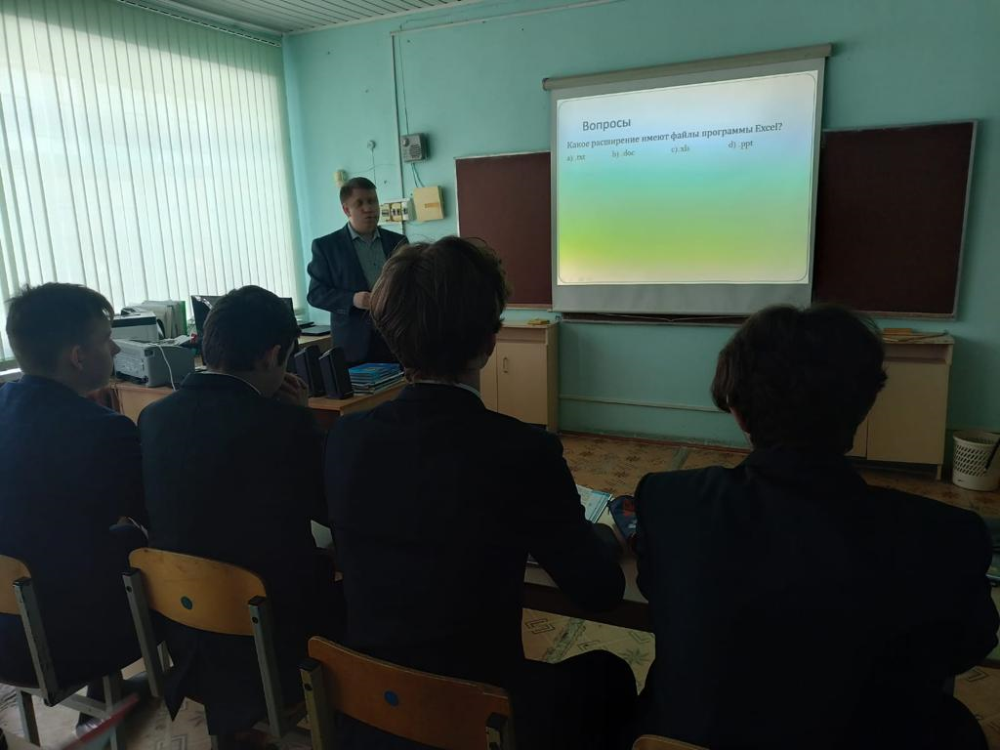 Вопросы
Какое расширение имеют файлы программы Excel?
a) .txt b) .doc c) .xls d) .ppt